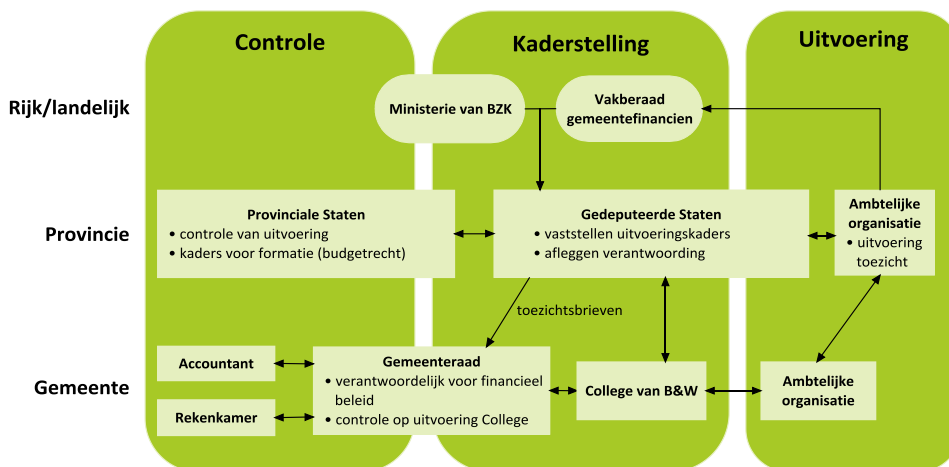 Controle
Kaderstelling
Uitvoering
Rijk/landelijk
Ministerie van BZK
Vakberaad
gemeentefinancien
Provincie
Provinciale Staten
• controle van uitvoering
• kaders voor formatie (budgetrecht)
Gedeputeerde Staten
• vaststellen uitvoeringskaders
• afleggen verantwoording
Ambtelijke
organisatie
• uitvoering
toezicht
toezichtsbrieven
Gemeente
Accountant
Rekenkamer
Gemeenteraad
• verantwoordelijk voor financieel
beleid
• controle op uitvoering College
College van B&W
Ambtelijke
organisatie